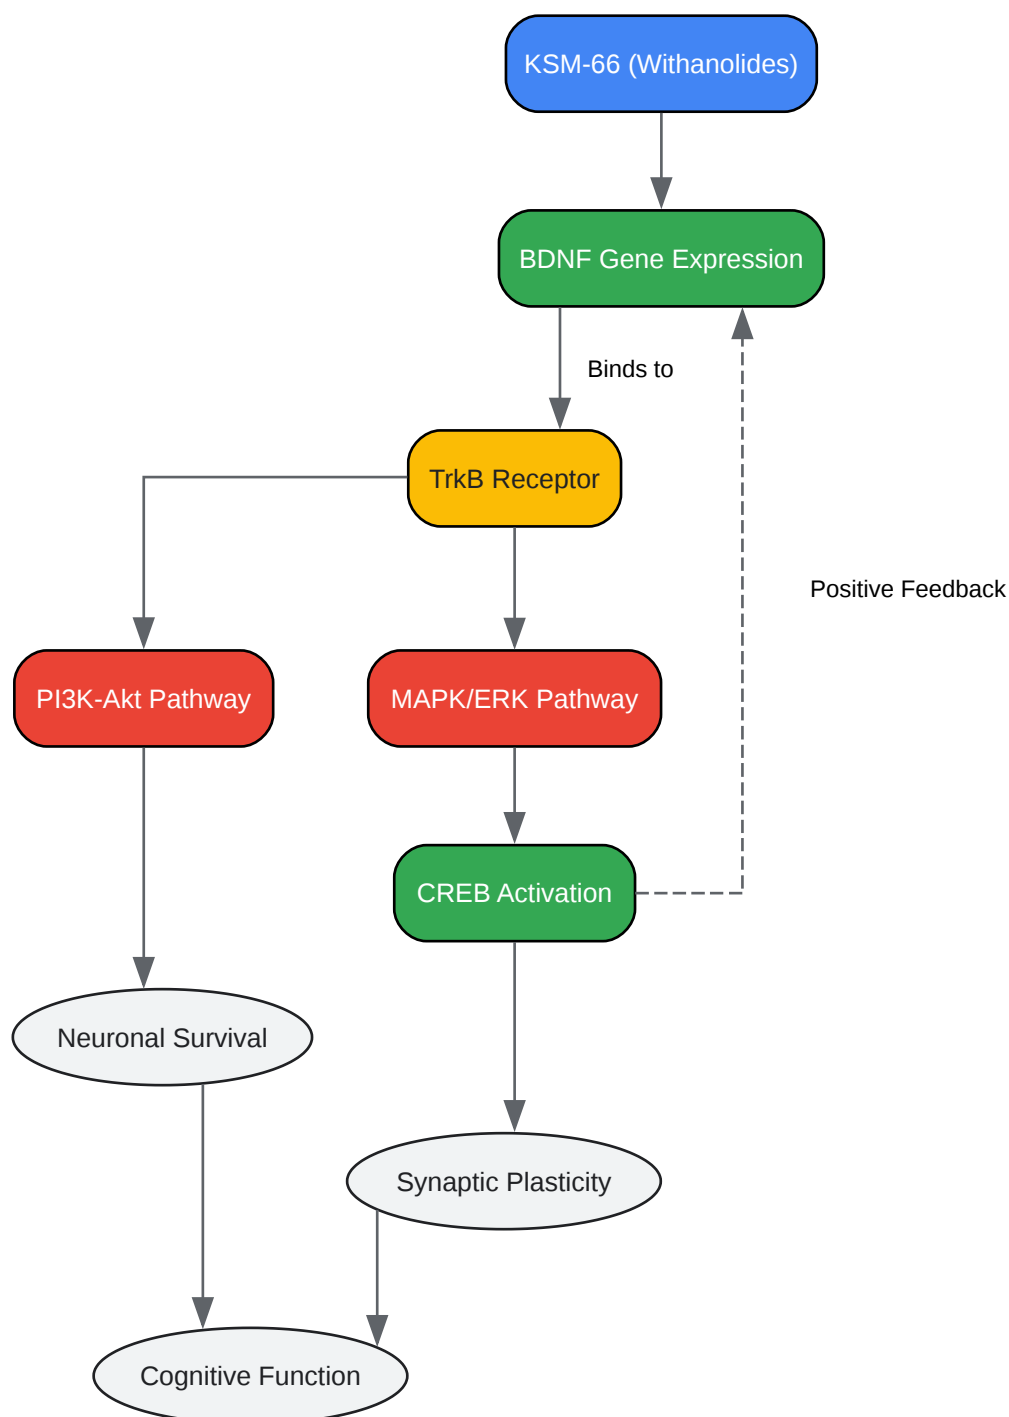 KSM-66 (Withanolides)
BDNF Gene Expression
Binds to
TrkB Receptor
Positive Feedback
PI3K-Akt Pathway
MAPK/ERK Pathway
CREB Activation
Neuronal Survival
Synaptic Plasticity
Cognitive Function